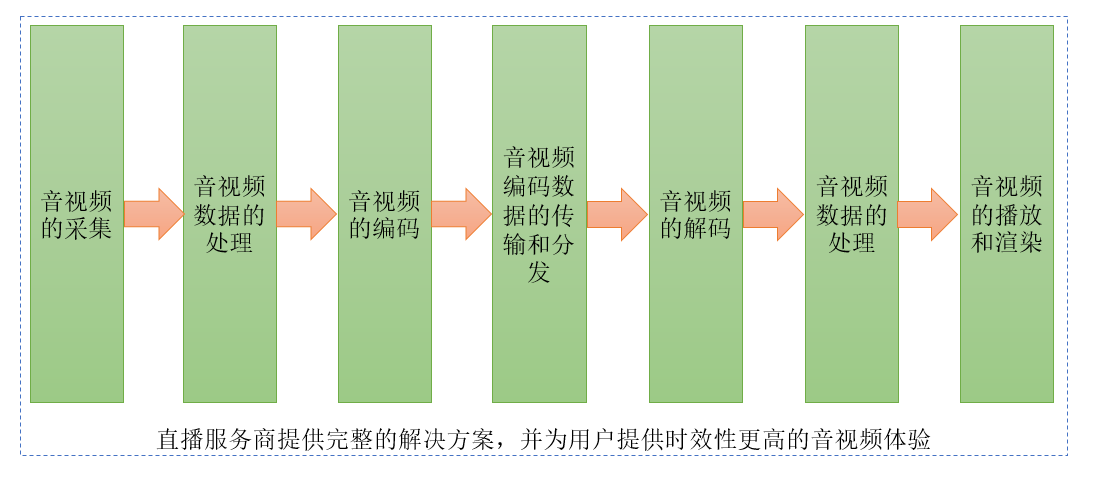 音视频
的采集
音视频
数据的
处理
音视频
的编码
音视频
编码数
据的传
输和分
发
音视频
的解码
音视频
数据的
处理
音视频
的播放
和渲染
直播服务商提供完整的解决方案，并为用户提供时效性更高的音视频体验